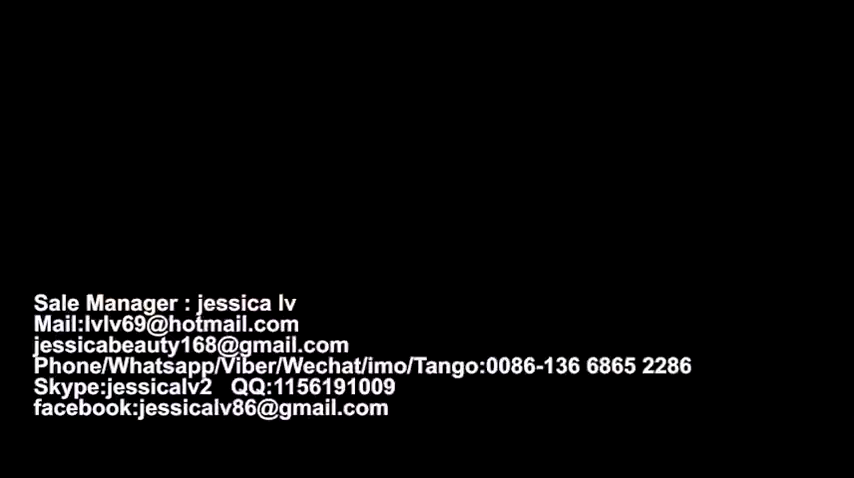 Sale Manager : jessica lv
Mail:lvlv69@hotmail.com
jessicabeauty168@gmail.com
Phone/Whatsapp/Viber/Wechat/imo/Tango:0086-136 6865 2286
Skype:jessicalv2   QQ:1156191009
facebook:jessicalv86@gmail.com